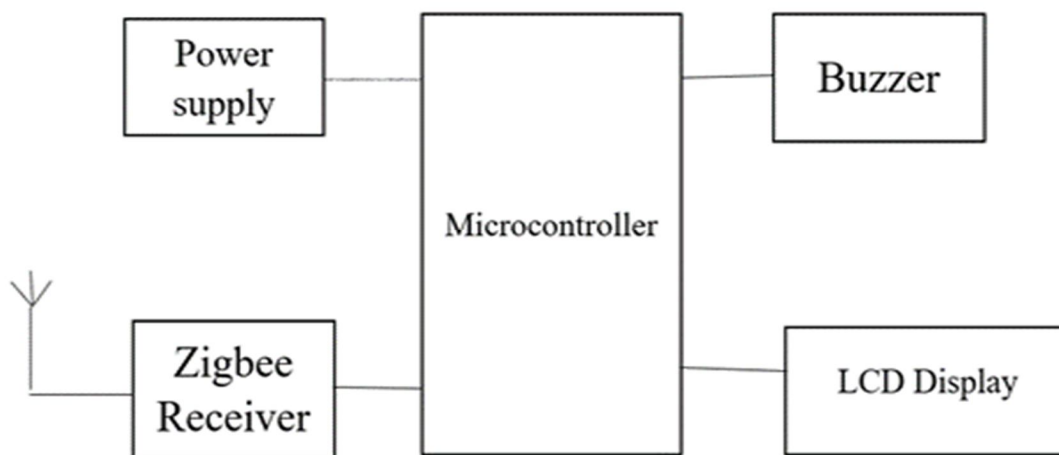 Power
supply
Buzzer
Microcontroller
Zigbee
Receiver
LCD Display